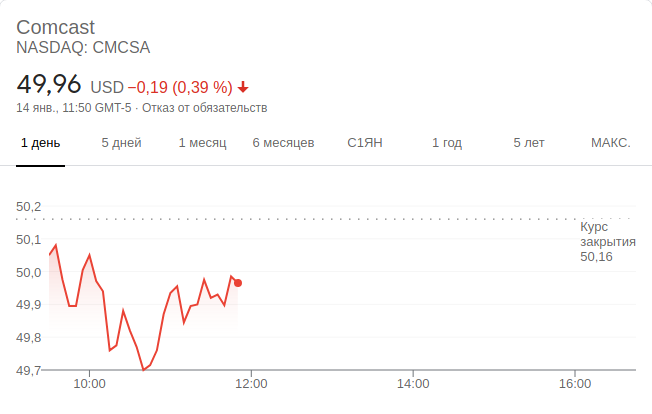 Comcast
NASDAQ: CMCSA
49,96 USD −0,19 (0,39 %)
14 янв., 11:50 GMT-5 · Отказ от обязательств
1 день 5 дней 1 месяц 6 месяцев С1ЯН 1 год 5 лет МАКС.
50,2
Курс
50,1 закрытия
50,16
50,0
49,9
49,8
49,7
10:00 12:00 14:00 16:00